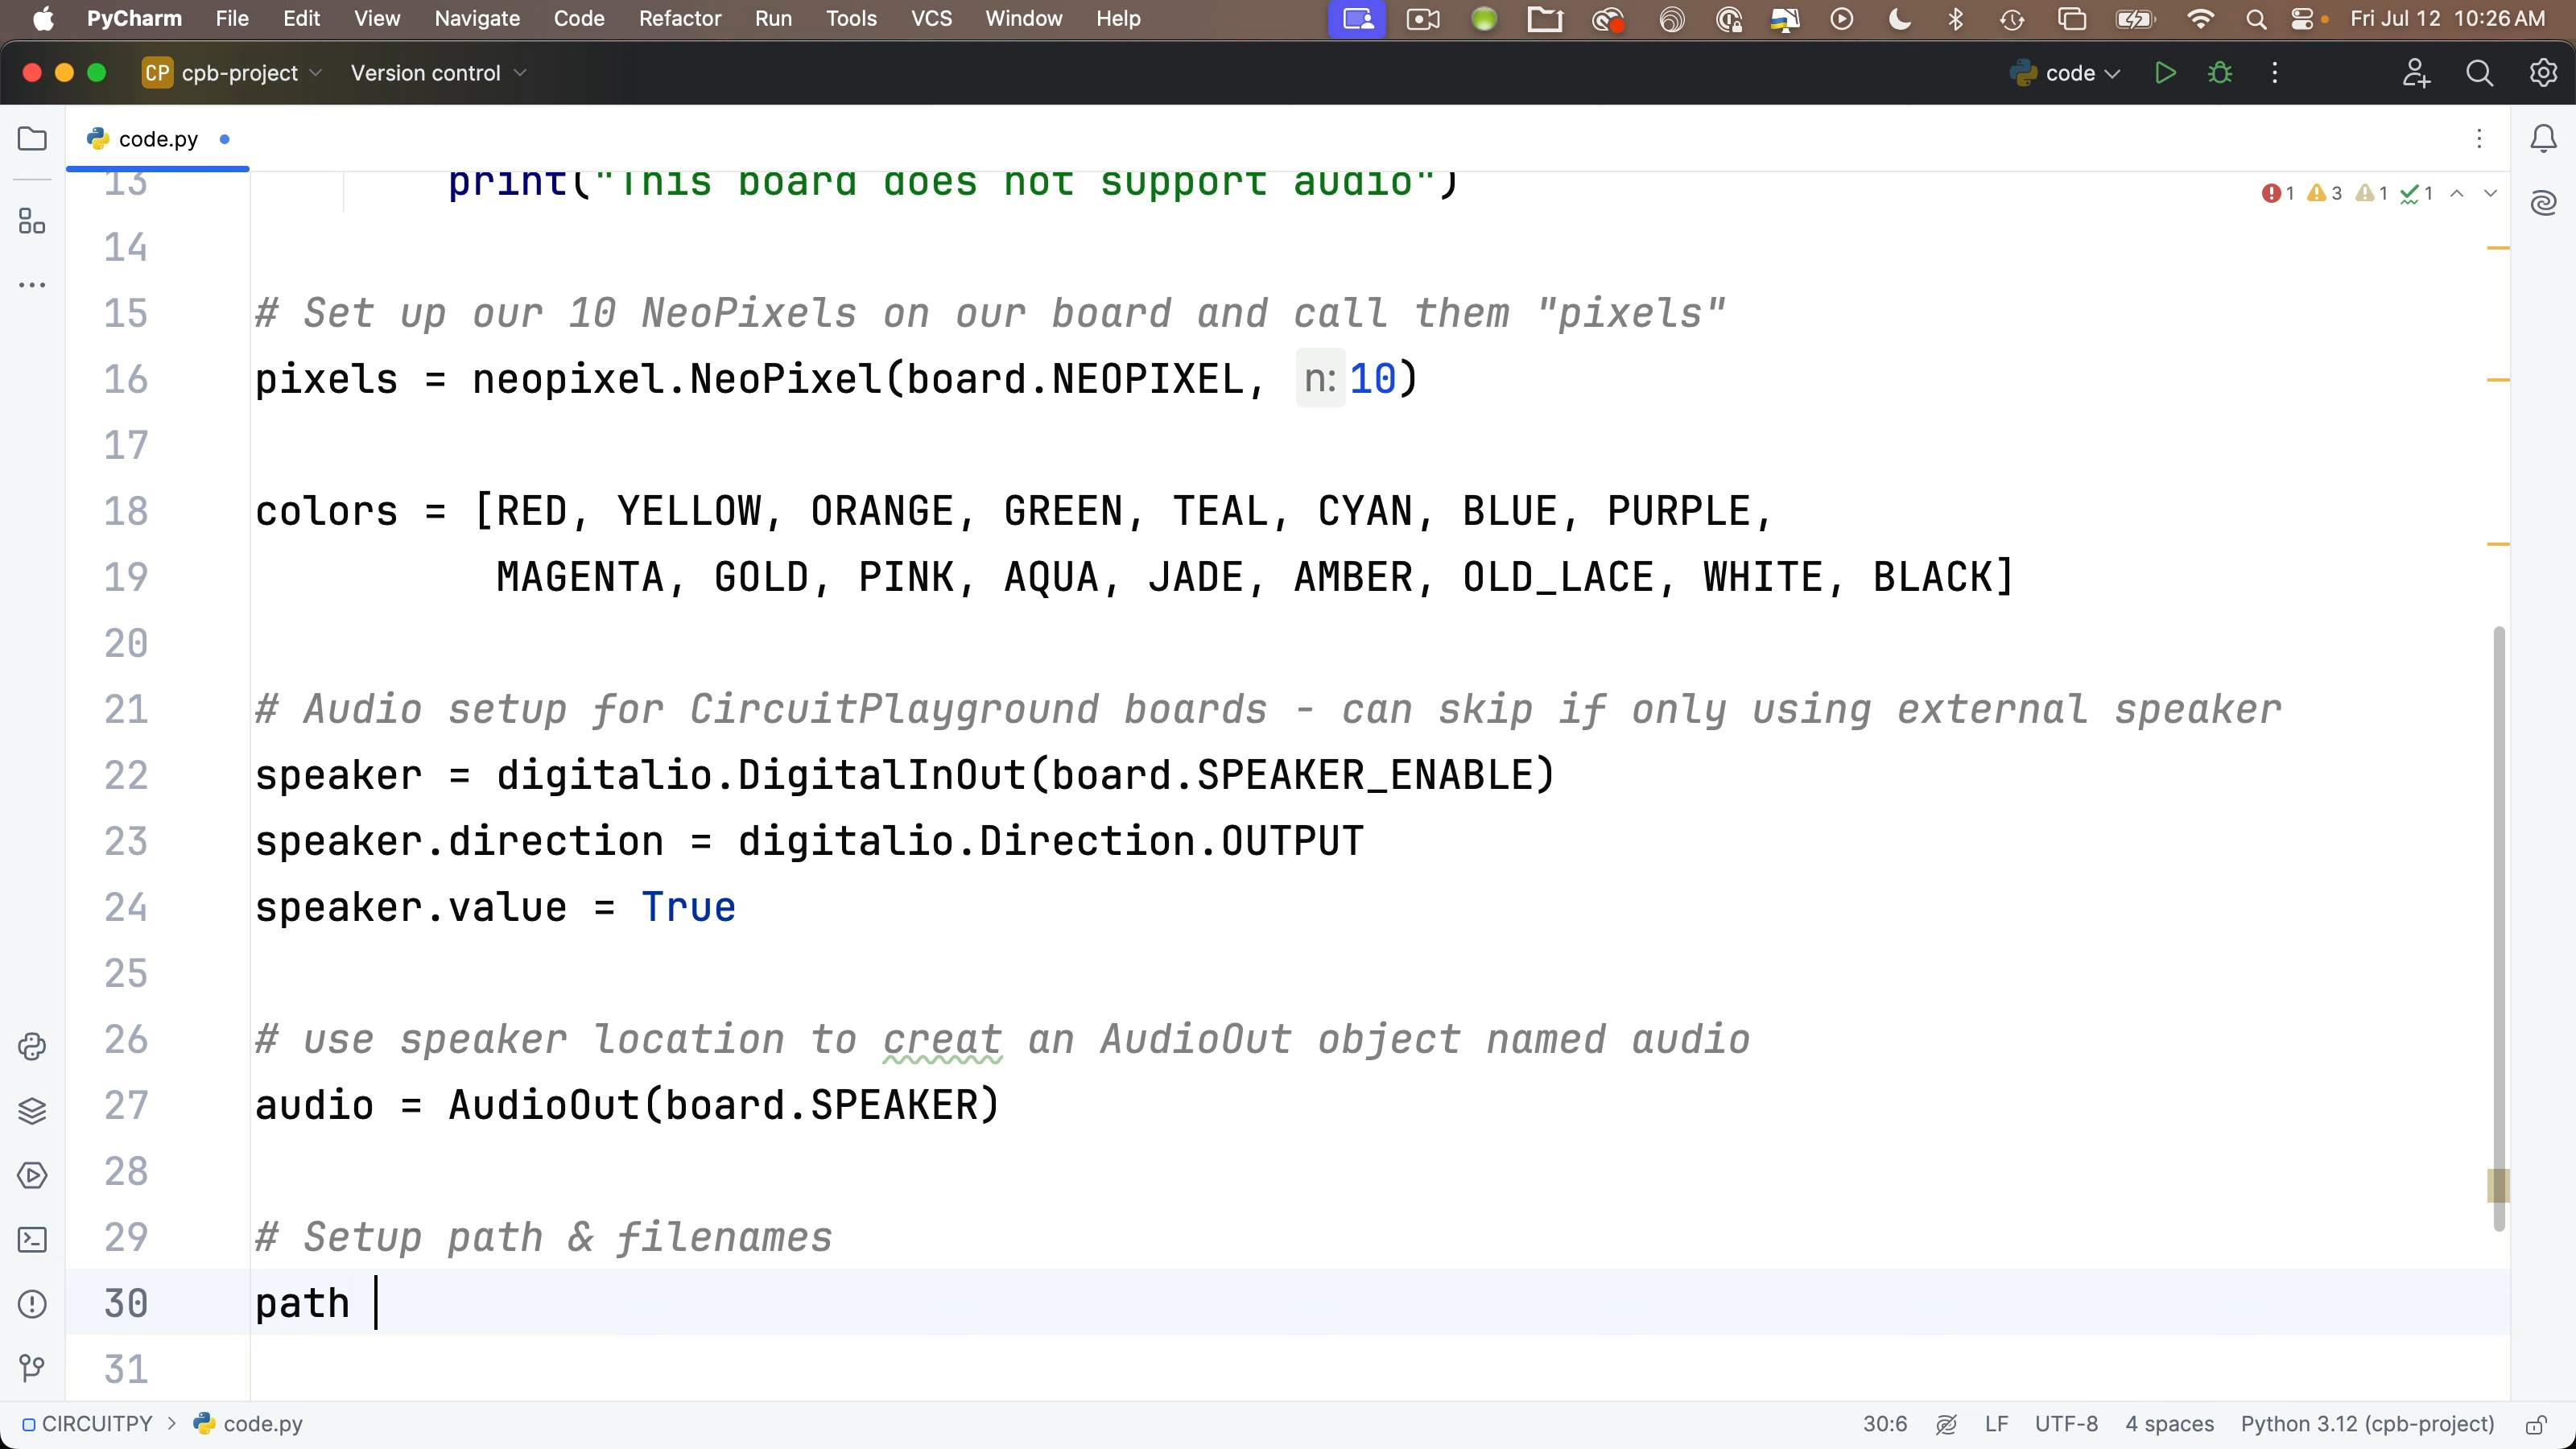 PyCharm File Edit View Navigate Code Refactor Run Tools VCS Window Help Fri Jul 12 10:26 AM
CP cpb-project Version control code
code.py
1 3 1 1
13 print("This board does not support audio")
14
15 # Set up our 10 NeoPixels on our board and call them "pixels"
16 pixels = neopixel.NeoPixel(board.NEOPIXEL, n: 10)
17
18 colors = [RED, YELLOW, ORANGE, GREEN, TEAL, CYAN, BLUE, PURPLE,
19 MAGENTA, GOLD, PINK, AQUA, JADE, AMBER, OLD_LACE, WHITE, BLACK]
20
21 # Audio setup for CircuitPlayground boards - can skip if only using external speaker
22 speaker = digitalio.DigitalInOut(board.SPEAKER_ENABLE)
23 speaker.direction = digitalio.Direction.OUTPUT
24 speaker.value = True
25
26 # use speaker location to creat an AudioOut object named audio
27 audio = AudioOut(board.SPEAKER)
28
29 # Setup path & filenames
30 path
31
CIRCUITPY > code.py 30:6 LF UTF-8 4 spaces Python 3.12 (cpb-project)